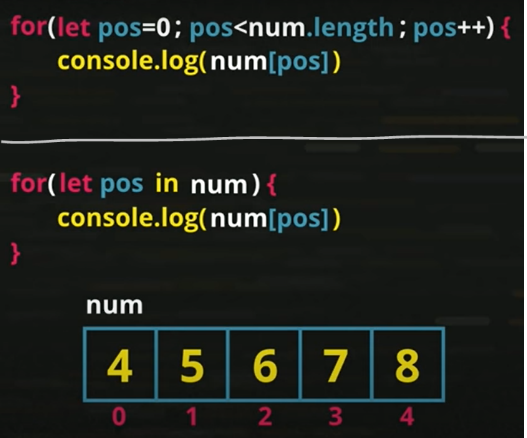 for(let pos=0; pos<num.length; pos++) {
console.log(num[pos])
}
for(let pos in num) {
console.log(num[pos])
}
num
4 5 6 7 8
0 1 2 3 4